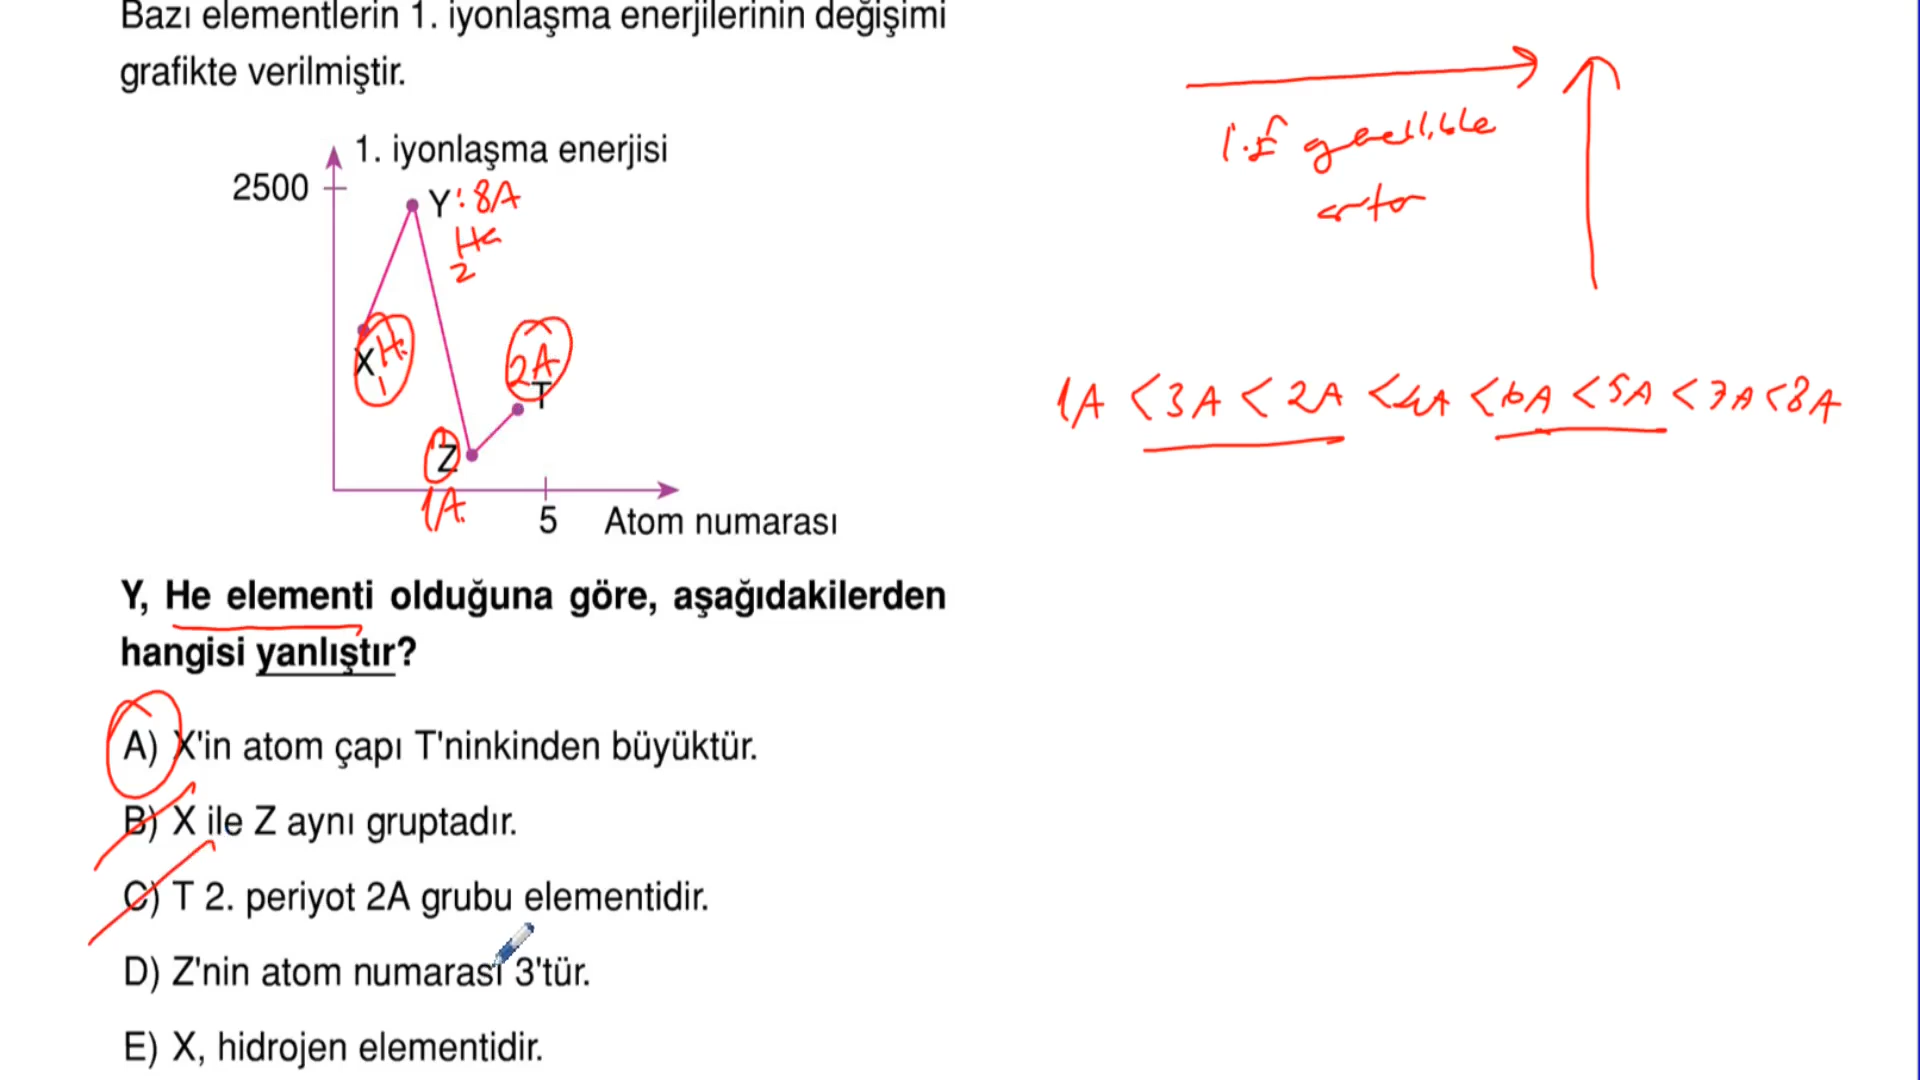 Bazı elementlerin 1. iyonlaşma enerjilerinin değişimi
grafikte verilmiştir.
1. iyonlaşma enerjisi
2500
Y : 8A
He
2
X H
1
2A
T
Z
1A
5 Atom numarası
İ.E genellikle
artar
1A < 3A < 2A < 4A < 6A < 5A < 7A < 8A
Y, He elementi olduğuna göre, aşağıdakilerden
hangisi yanlıştır?
A) X'in atom çapı T'ninkinden büyüktür.
B) X ile Z aynı gruptadır.
C) T 2. periyot 2A grubu elementidir.
D) Z'nin atom numarası 3'tür.
E) X, hidrojen elementidir.